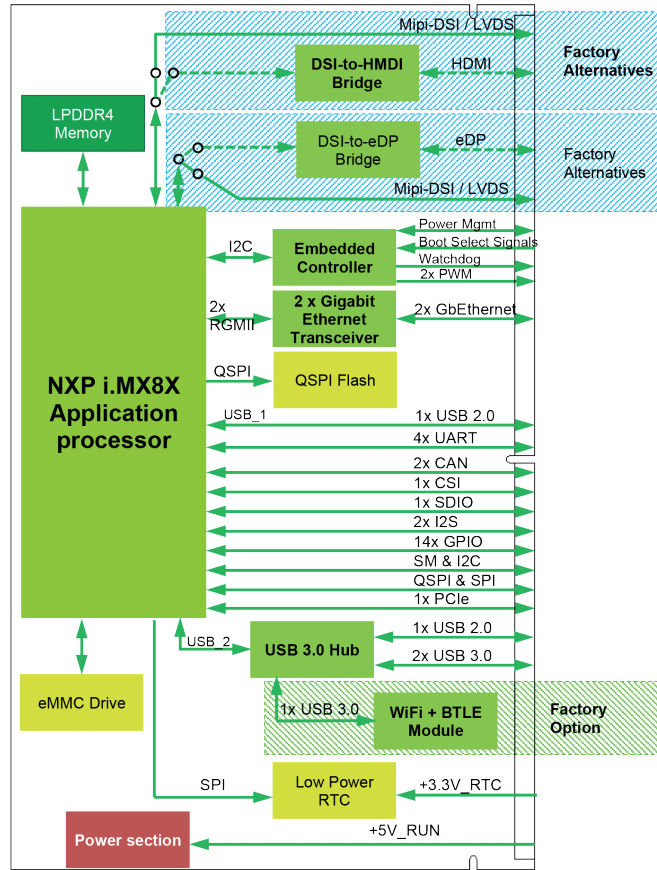 Mipi-DSI / LVDS
DSI-to-HMDI
Bridge
HDMI
Factory
Alternatives
LPDDR4
Memory
DSI-to-eDP
Bridge
eDP
Factory
Alternatives
Mipi-DSI / LVDS
I2C
Embedded
Controller
Power Mgmt
Boot Select Signals
Watchdog
2x PWM
2x
RGMII
2 x Gigabit
Ethernet
Transceiver
2x GbEthernet
QSPI
QSPI Flash
NXP i.MX8X
Application
processor
USB_1
1x USB 2.0
4x UART
2x CAN
1x CSI
1x SDIO
2x I2S
14x GPIO
SM & I2C
QSPI & SPI
1x PCIe
USB_2
USB 3.0 Hub
1x USB 2.0
2x USB 3.0
eMMC Drive
1x USB 3.0
WiFi + BTLE
Module
Factory
Option
SPI
Low Power
RTC
+3.3V_RTC
Power section
+5V_RUN